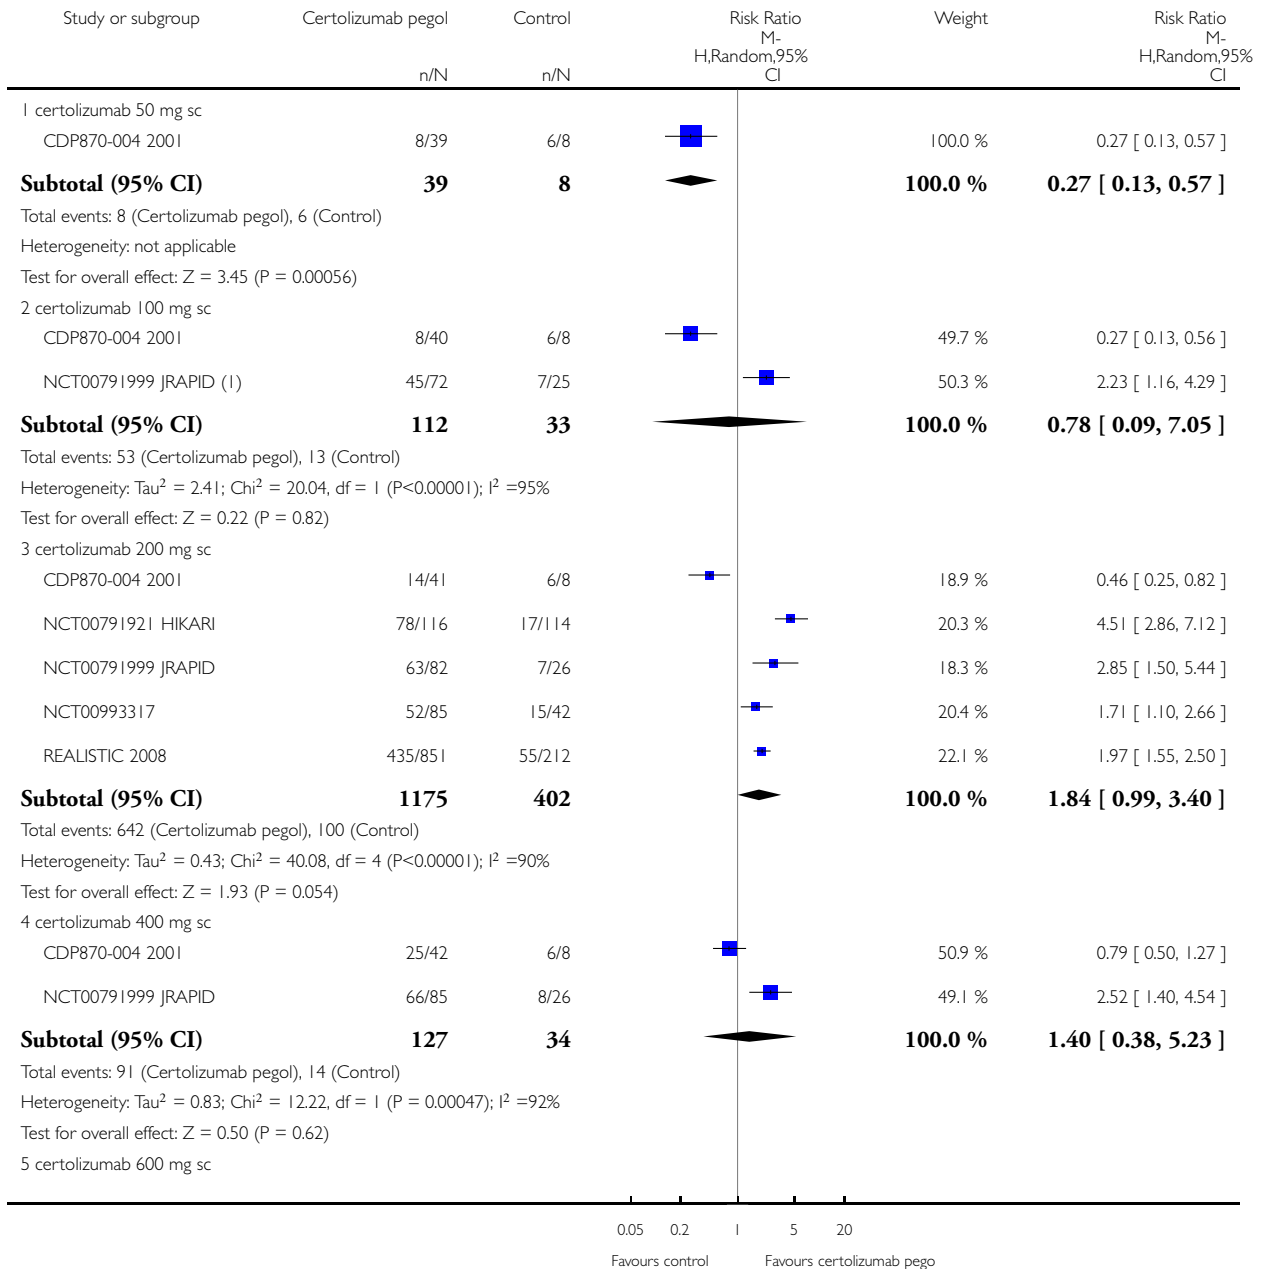 Study or subgroup Certolizumab pegol Control Risk Ratio Weight Risk Ratio
M- M-
H,Random,95% H,Random,95%
n/N n/N CI CI
1 certolizumab 50 mg sc
CDP870-004 2001 8/39 6/8 100.0 % 0.27 [ 0.13, 0.57 ]
Subtotal (95% CI) 39 8 100.0 % 0.27 [ 0.13, 0.57 ]
Total events: 8 (Certolizumab pegol), 6 (Control)
Heterogeneity: not applicable
Test for overall effect: Z = 3.45 (P = 0.00056)
2 certolizumab 100 mg sc
CDP870-004 2001 8/40 6/8 49.7 % 0.27 [ 0.13, 0.56 ]
NCT00791999 JRAPID (1) 45/72 7/25 50.3 % 2.23 [ 1.16, 4.29 ]
Subtotal (95% CI) 112 33 100.0 % 0.78 [ 0.09, 7.05 ]
Total events: 53 (Certolizumab pegol), 13 (Control)
Heterogeneity: Tau² = 2.41; Chi² = 20.04, df = 1 (P<0.00001); I² =95%
Test for overall effect: Z = 0.22 (P = 0.82)
3 certolizumab 200 mg sc
CDP870-004 2001 14/41 6/8 18.9 % 0.46 [ 0.25, 0.82 ]
NCT00791921 HIKARI 78/116 17/114 20.3 % 4.51 [ 2.86, 7.12 ]
NCT00791999 JRAPID 63/82 7/26 18.3 % 2.85 [ 1.50, 5.44 ]
NCT00993317 52/85 15/42 20.4 % 1.71 [ 1.10, 2.66 ]
REALISTIC 2008 435/851 55/212 22.1 % 1.97 [ 1.55, 2.50 ]
Subtotal (95% CI) 1175 402 100.0 % 1.84 [ 0.99, 3.40 ]
Total events: 642 (Certolizumab pegol), 100 (Control)
Heterogeneity: Tau² = 0.43; Chi² = 40.08, df = 4 (P<0.00001); I² =90%
Test for overall effect: Z = 1.93 (P = 0.054)
4 certolizumab 400 mg sc
CDP870-004 2001 25/42 6/8 50.9 % 0.79 [ 0.50, 1.27 ]
NCT00791999 JRAPID 66/85 8/26 49.1 % 2.52 [ 1.40, 4.54 ]
Subtotal (95% CI) 127 34 100.0 % 1.40 [ 0.38, 5.23 ]
Total events: 91 (Certolizumab pegol), 14 (Control)
Heterogeneity: Tau² = 0.83; Chi² = 12.22, df = 1 (P = 0.00047); I² =92%
Test for overall effect: Z = 0.50 (P = 0.62)
5 certolizumab 600 mg sc
0.05 0.2 1 5 20
Favours control Favours certolizumab pego